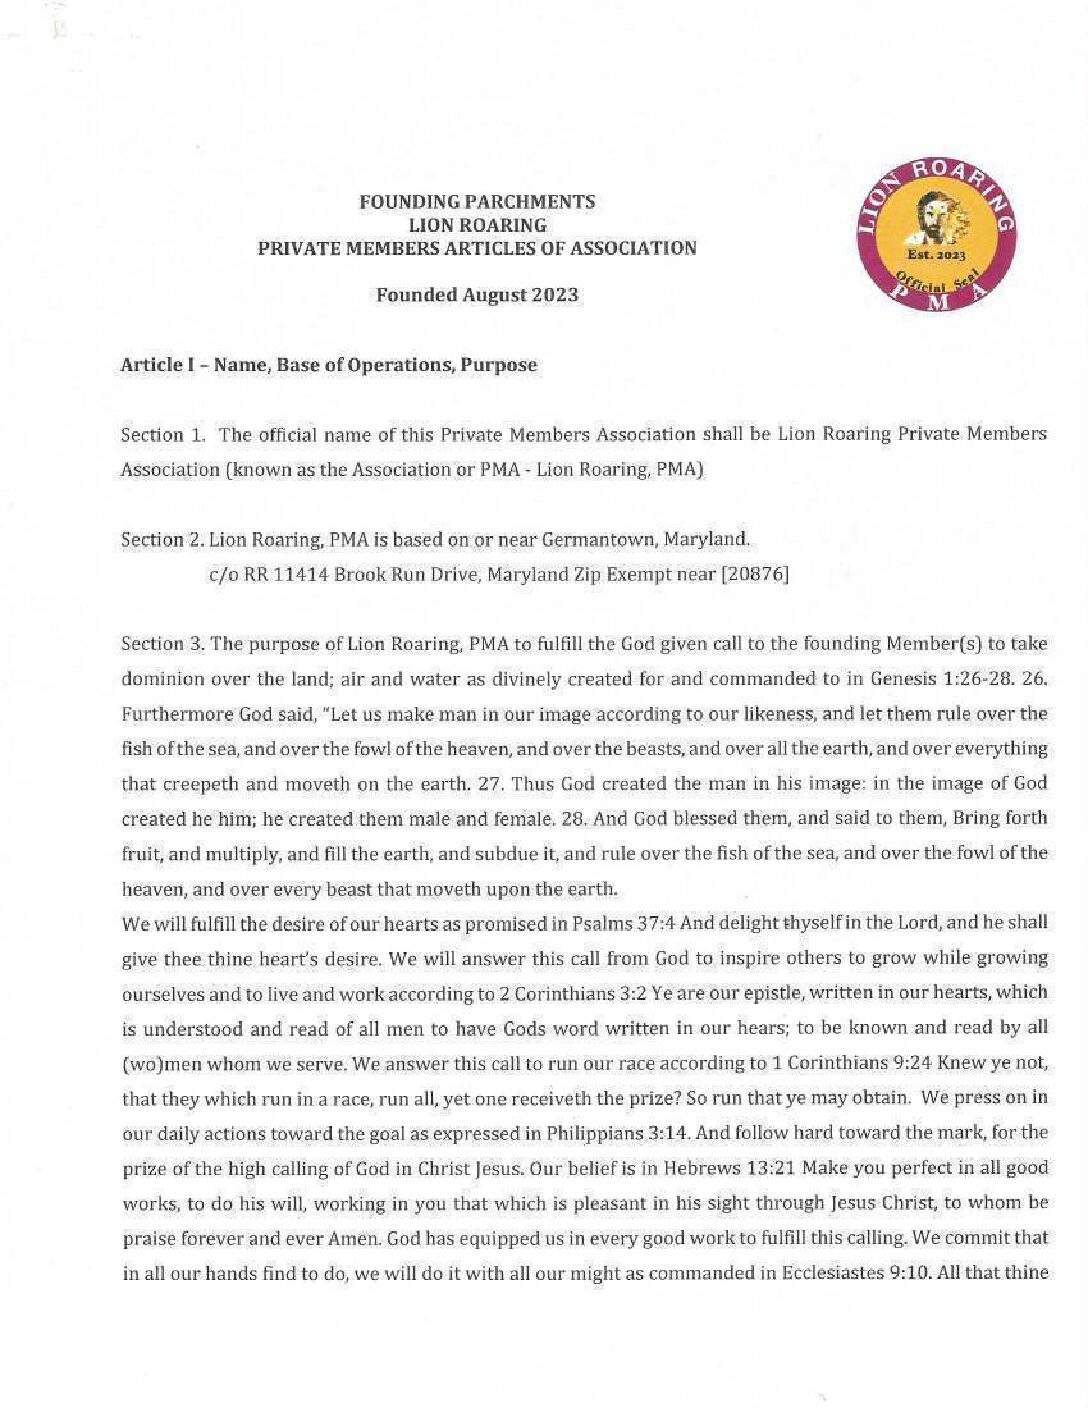 FOUNDING PARCHMENTS
LION ROARING
PRIVATE MEMBERS ARTICLES OF ASSOCIATION
Founded August 2023
LION ROARING
Est. 2023
Official Seal
PMA
Article I – Name, Base of Operations, Purpose
Section 1. The official name of this Private Members Association shall be Lion Roaring Private Members
Association (known as the Association or PMA - Lion Roaring, PMA)
Section 2. Lion Roaring, PMA is based on or near Germantown, Maryland.
c/o RR 11414 Brook Run Drive, Maryland Zip Exempt near [20876]
Section 3. The purpose of Lion Roaring, PMA to fulfill the God given call to the founding Member(s) to take
dominion over the land; air and water as divinely created for and commanded to in Genesis 1:26-28. 26.
Furthermore God said, "Let us make man in our image according to our likeness, and let them rule over the
fish of the sea, and over the fowl of the heaven, and over the beasts, and over all the earth, and over everything
that creepeth and moveth on the earth. 27. Thus God created the man in his image: in the image of God
created he him; he created them male and female. 28. And God blessed them, and said to them, Bring forth
fruit, and multiply, and fill the earth, and subdue it, and rule over the fish of the sea, and over the fowl of the
heaven, and over every beast that moveth upon the earth.
We will fulfill the desire of our hearts as promised in Psalms 37:4 And delight thyself in the Lord, and he shall
give thee thine heart's desire. We will answer this call from God to inspire others to grow while growing
ourselves and to live and work according to 2 Corinthians 3:2 Ye are our epistle, written in our hearts, which
is understood and read of all men to have Gods word written in our hears; to be known and read by all
(wo)men whom we serve. We answer this call to run our race according to 1 Corinthians 9:24 Knew ye not,
that they which run in a race, run all, yet one receiveth the prize? So run that ye may obtain. We press on in
our daily actions toward the goal as expressed in Philippians 3:14. And follow hard toward the mark, for the
prize of the high calling of God in Christ Jesus. Our belief is in Hebrews 13:21 Make you perfect in all good
works, to do his will, working in you that which is pleasant in his sight through Jesus Christ, to whom be
praise forever and ever Amen. God has equipped us in every good work to fulfill this calling. We commit that
in all our hands find to do, we will do it with all our might as commanded in Ecclesiastes 9:10. All that thine